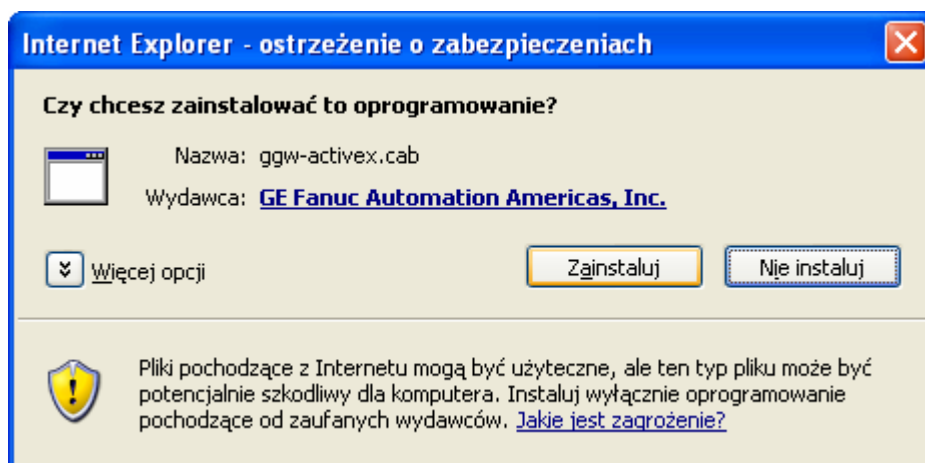 Internet Explorer - ostrzeżenie o zabezpieczeniach
Czy chcesz zainstalować to oprogramowanie?
Nazwa: ggw-activex.cab
Wydawca: GE Fanuc Automation Americas, Inc.
Więcej opcji
Zainstaluj
Nie instaluj
Pliki pochodzące z Internetu mogą być użyteczne, ale ten typ pliku może być
potencjalnie szkodliwy dla komputera. Instaluj wyłącznie oprogramowanie
pochodzące od zaufanych wydawców. Jakie jest zagrożenie?